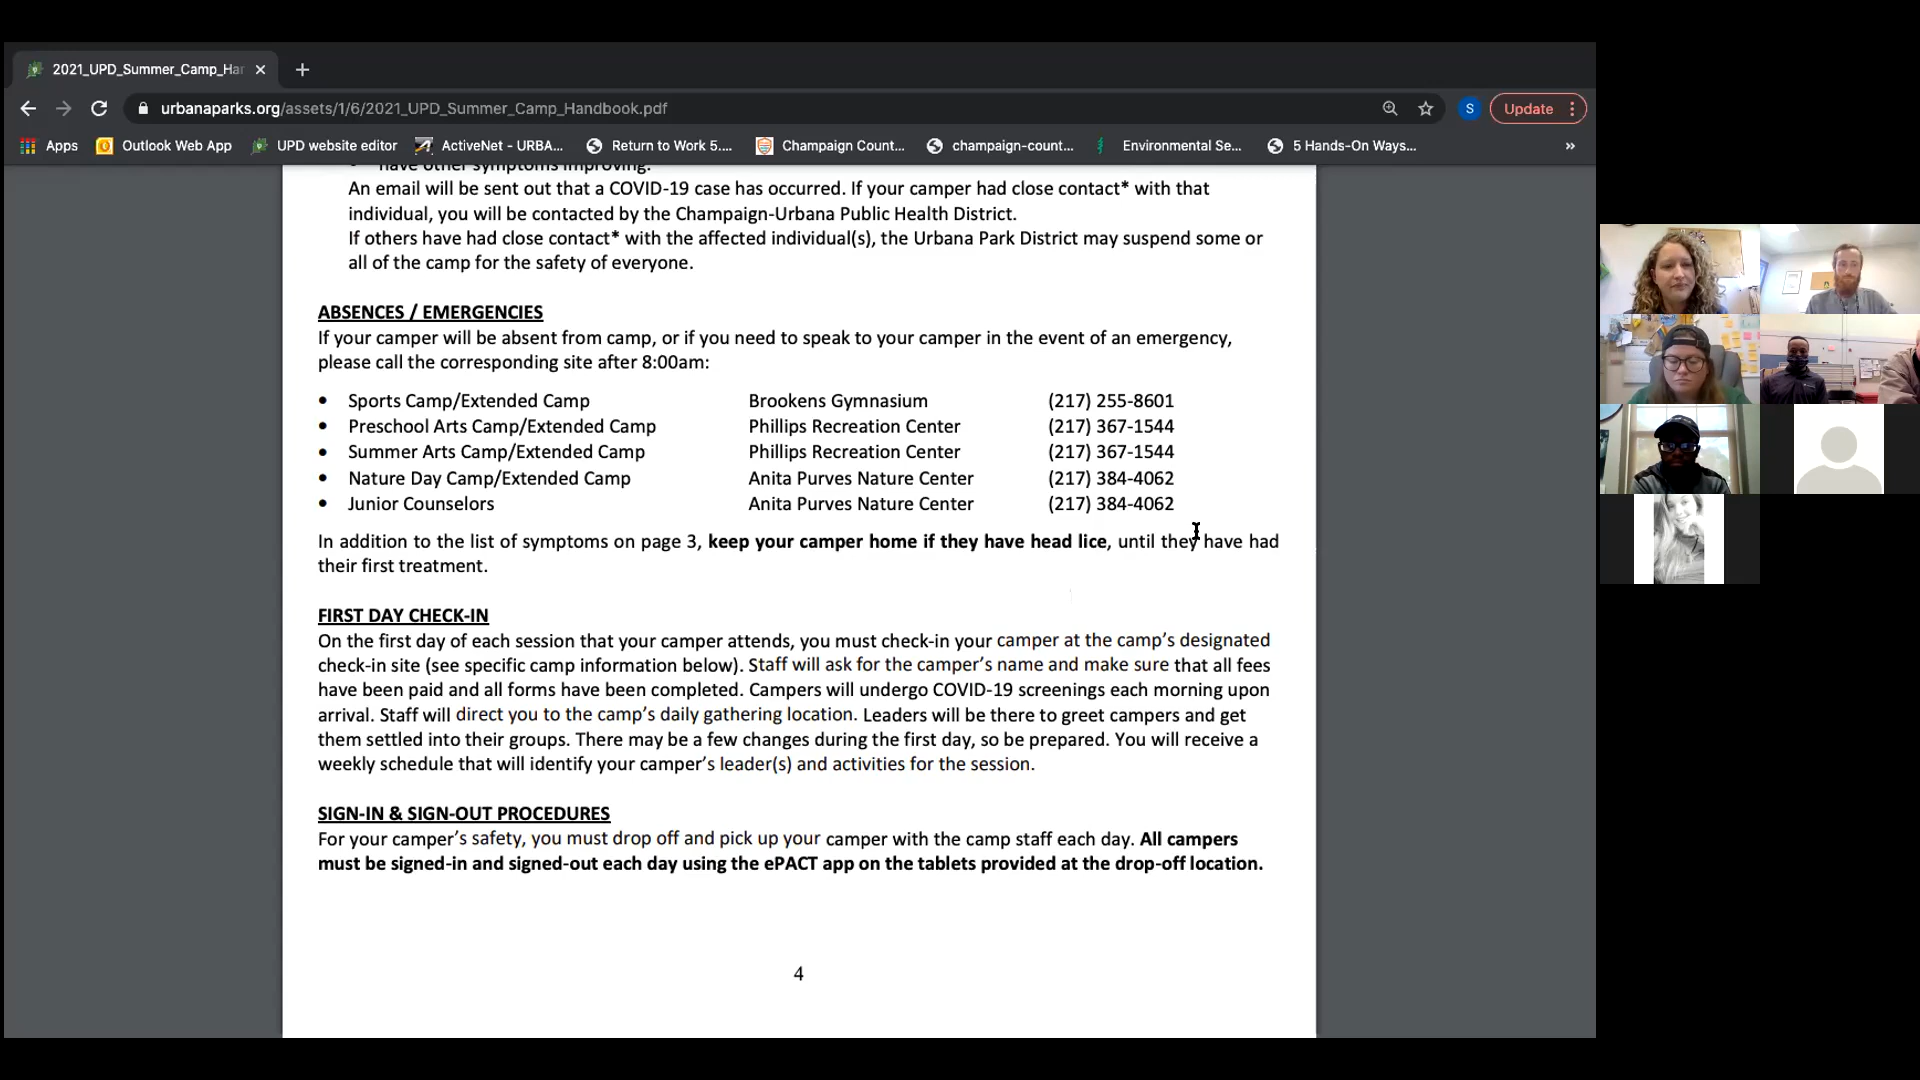 2021_UPD_Summer_Camp_Har
urbanaparks.org/assets/1/6/2021_UPD_Summer_Camp_Handbook.pdf
S
Update
Apps
Outlook Web App
UPD website editor
ActiveNet - URBA...
Return to Work 5....
Champaign Count...
champaign-count...
Environmental Se...
5 Hands-On Ways...
»
have other symptoms improving.
An email will be sent out that a COVID-19 case has occurred. If your camper had close contact* with that
individual, you will be contacted by the Champaign-Urbana Public Health District.
If others have had close contact* with the affected individual(s), the Urbana Park District may suspend some or
all of the camp for the safety of everyone.
ABSENCES / EMERGENCIES
If your camper will be absent from camp, or if you need to speak to your camper in the event of an emergency,
please call the corresponding site after 8:00am:
• Sports Camp/Extended Camp Brookens Gymnasium (217) 255-8601
• Preschool Arts Camp/Extended Camp Phillips Recreation Center (217) 367-1544
• Summer Arts Camp/Extended Camp Phillips Recreation Center (217) 367-1544
• Nature Day Camp/Extended Camp Anita Purves Nature Center (217) 384-4062
• Junior Counselors Anita Purves Nature Center (217) 384-4062
In addition to the list of symptoms on page 3, keep your camper home if they have head lice, until they have had
their first treatment.
FIRST DAY CHECK-IN
On the first day of each session that your camper attends, you must check-in your camper at the camp's designated
check-in site (see specific camp information below). Staff will ask for the camper's name and make sure that all fees
have been paid and all forms have been completed. Campers will undergo COVID-19 screenings each morning upon
arrival. Staff will direct you to the camp's daily gathering location. Leaders will be there to greet campers and get
them settled into their groups. There may be a few changes during the first day, so be prepared. You will receive a
weekly schedule that will identify your camper's leader(s) and activities for the session.
SIGN-IN & SIGN-OUT PROCEDURES
For your camper's safety, you must drop off and pick up your camper with the camp staff each day. All campers
must be signed-in and signed-out each day using the ePACT app on the tablets provided at the drop-off location.
4